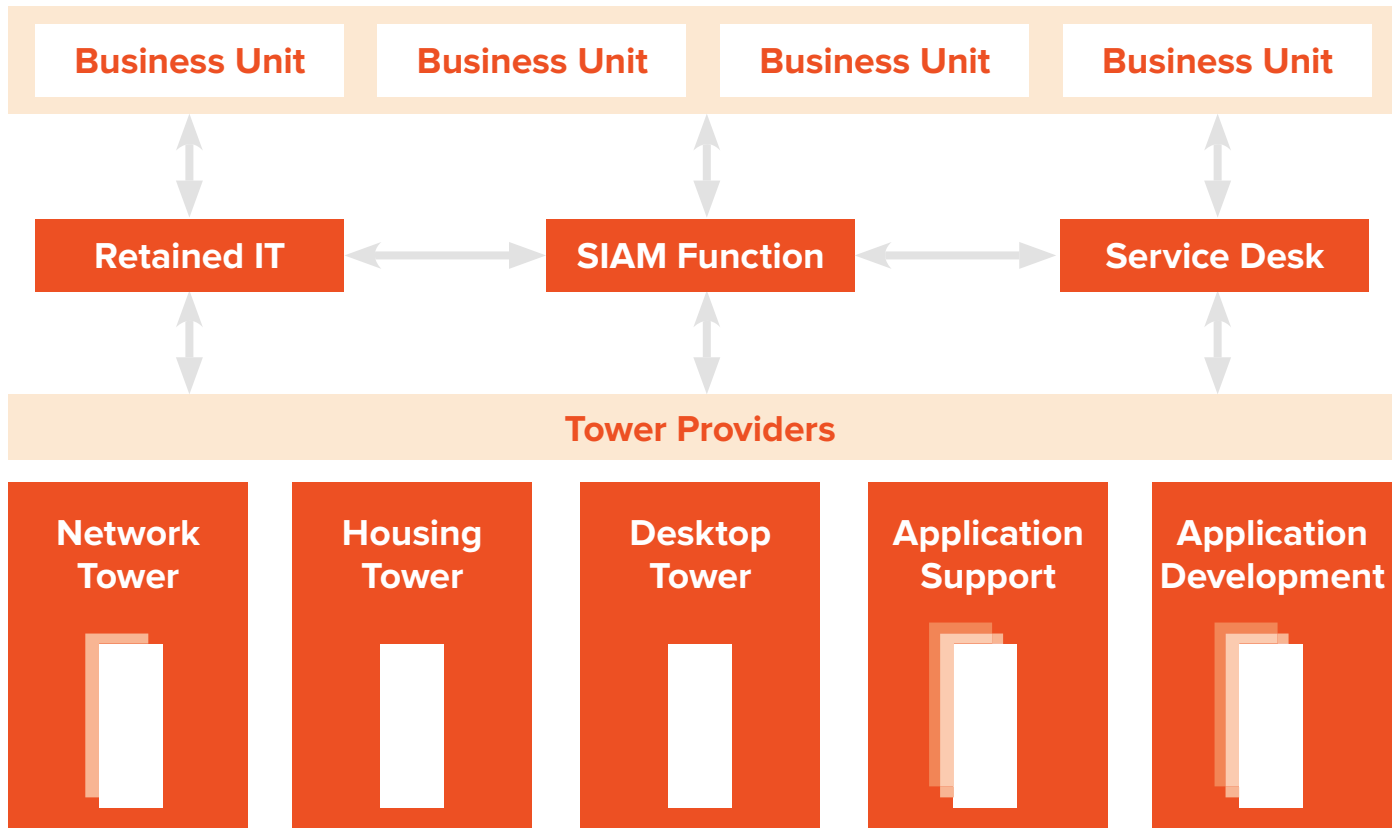 Business Unit
Business Unit
Business Unit
Business Unit
Retained IT
SIAM Function
Service Desk
Tower Providers
Network
Tower
Housing
Tower
Desktop
Tower
Application
Support
Application
Development